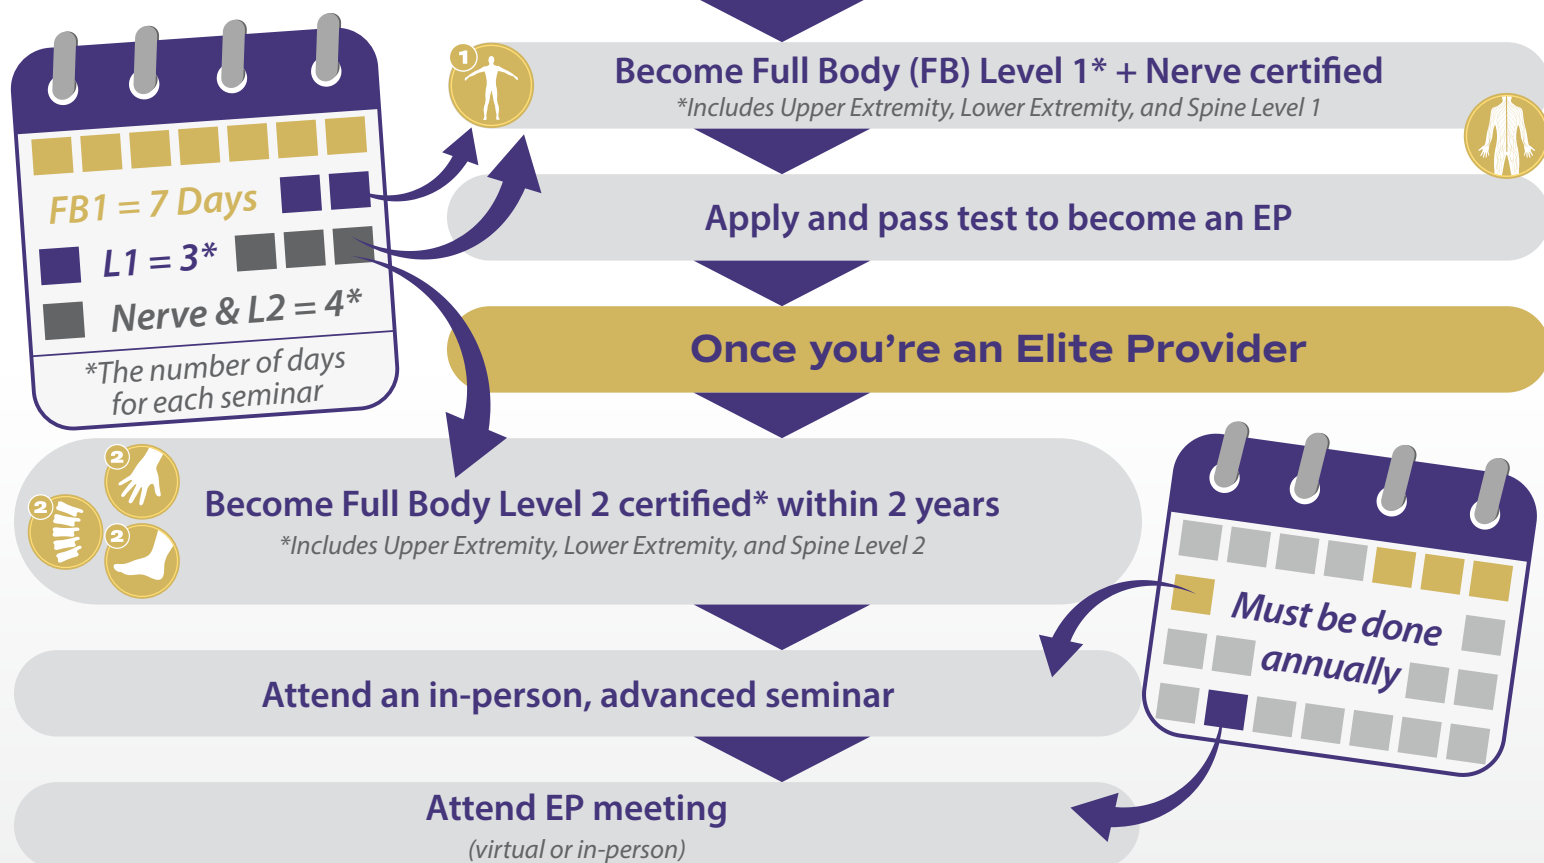 FB1 = 7 Days
L1 = 3*
Nerve & L2 = 4*
*The number of days
for each seminar
1
Become Full Body (FB) Level 1* + Nerve certified
*Includes Upper Extremity, Lower Extremity, and Spine Level 1
Apply and pass test to become an EP
Once you’re an Elite Provider
2
2
2
Become Full Body Level 2 certified* within 2 years
*Includes Upper Extremity, Lower Extremity, and Spine Level 2
Must be done
annually
Attend an in-person, advanced seminar
Attend EP meeting
(virtual or in-person)